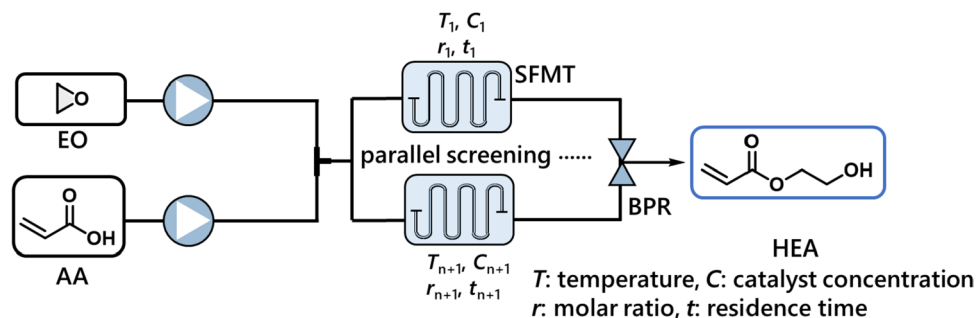 T1, C1
r1, t1
SFMT
O
EO
parallel screening ······
O
O
OH
O
OH
BPR
AA
HEA
Tn+1, Cn+1
rn+1, tn+1
T: temperature, C: catalyst concentration
r: molar ratio, t: residence time